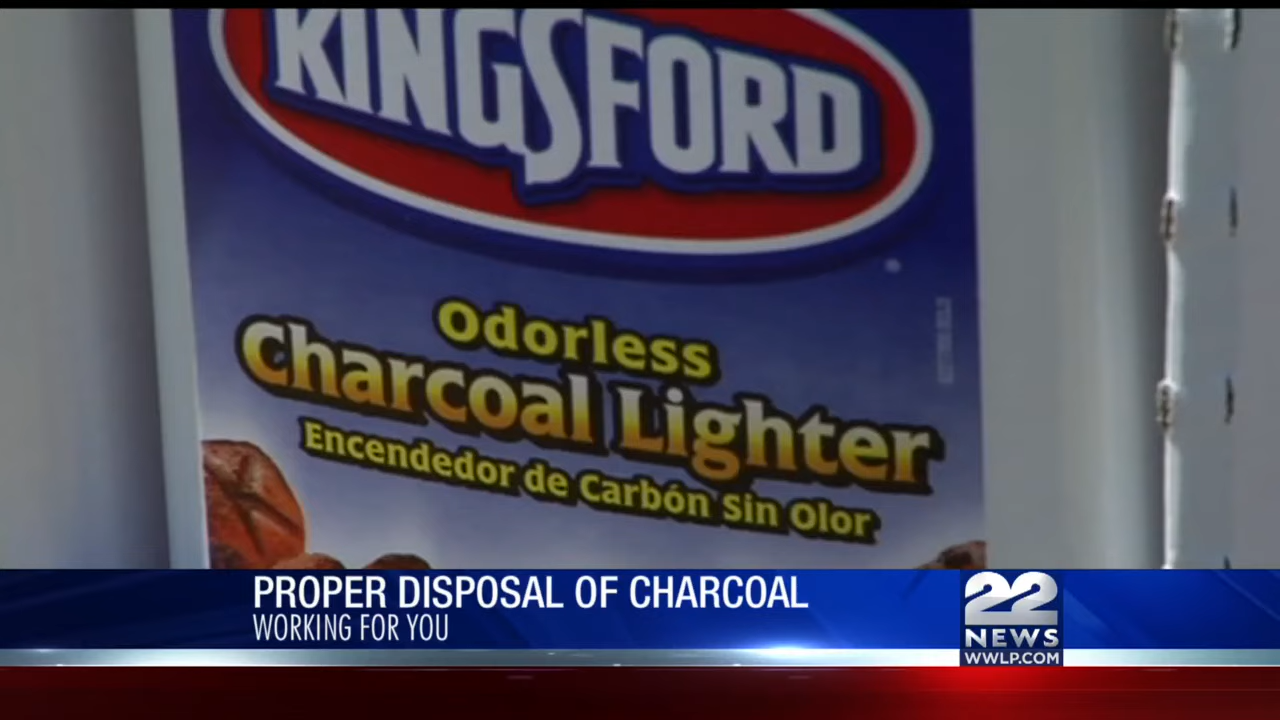 KINGSFORD
Odorless
Charcoal Lighter
Encendedor de Carbón Sin Olor
PROPER DISPOSAL OF CHARCOAL
WORKING FOR YOU
22
NEWS
WWLP.COM